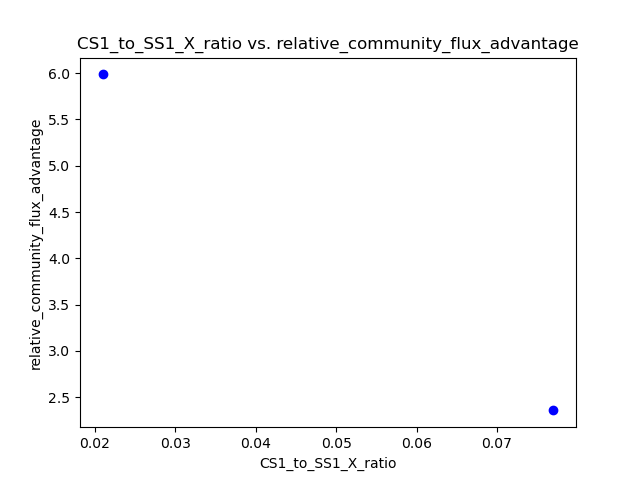 CS1_to_SS1_X_ratio vs. relative_community_flux_advantage
relative_community_flux_advantage
6.0
5.5
5.0
4.5
4.0
3.5
3.0
2.5
0.02 0.03 0.04 0.05 0.06 0.07
CS1_to_SS1_X_ratio